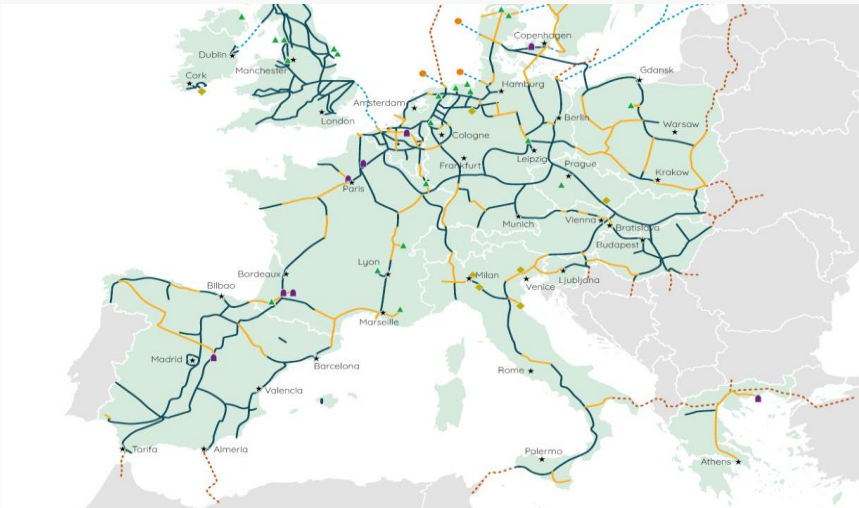 Copenhagen
Dublin
Manchester
Cork
Gdansk
Hamburg
Amsterdam
London
Berlin
Warsaw
Cologne
Leipzig
Frankfurt
Prague
Krakow
Paris
Munich
Vienna
Bratislava
Budapest
Lyon
Bordeaux
Milan
Ljubljana
Venice
Bilbao
Marseille
Madrid
Barcelona
Rome
Valencia
Tarifa
Almeria
Palermo
Athens